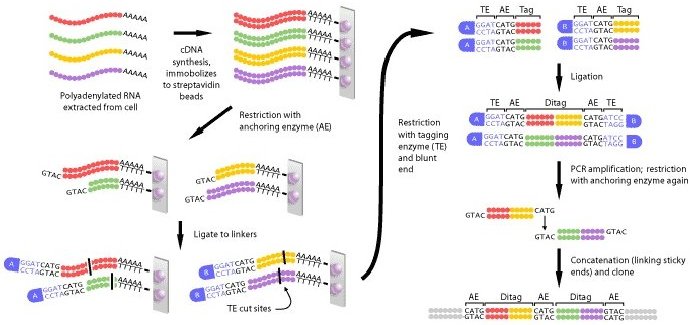 AAAAA
AAAAA
AAAAA
AAAAA
Polyadenylated RNA
extracted from cell
cDNA
synthesis,
immobolizes
to streptavidin
beads
AAAAA
TTTTT
AAAAA
TTTTT
AAAAA
TTTTT
AAAAA
TTTTT
Restriction with
anchoring enzyme (AE)
AAAAA
TTTTT
GTAC
AAAAA
TTTTT
GTAC
AAAAA
TTTTT
GTAC
AAAAA
TTTTT
GTAC
Ligate to linkers
A
GGATCATG
CCTAGTAC
AAAAA
TTTTT
A
GGATCATG
CCTAGTAC
AAAAA
TTTTT
B
GGATCATG
CCTAGTAC
AAAAA
TTTTT
B
GGATCATG
CCTAGTAC
AAAAA
TTTTT
TE cut sites
Restriction
with tagging
enzyme (TE)
and blunt
end
TE AE Tag
A
GGATCATG
CCTAGTAC
A
GGATCATG
CCTAGTAC
TE AE Tag
B
GGATCATG
CCTAGTAC
B
GGATCATG
CCTAGTAC
Ligation
TE AE Ditag AE TE
A
GGATCATG CATGATCC
CCTAGTAC GTACTAGG
B
A
GGATCATG CATGATCC
CCTAGTAC GTACTAGG
B
PCR amplification; restriction
with anchoring enzyme again
CATG
GTAC
GTAC
GTAC
Concatenation (linking sticky
ends) and clone
AE Ditag AE Ditag AE
CATG CATG GTAC
GTAC GTAC CATG